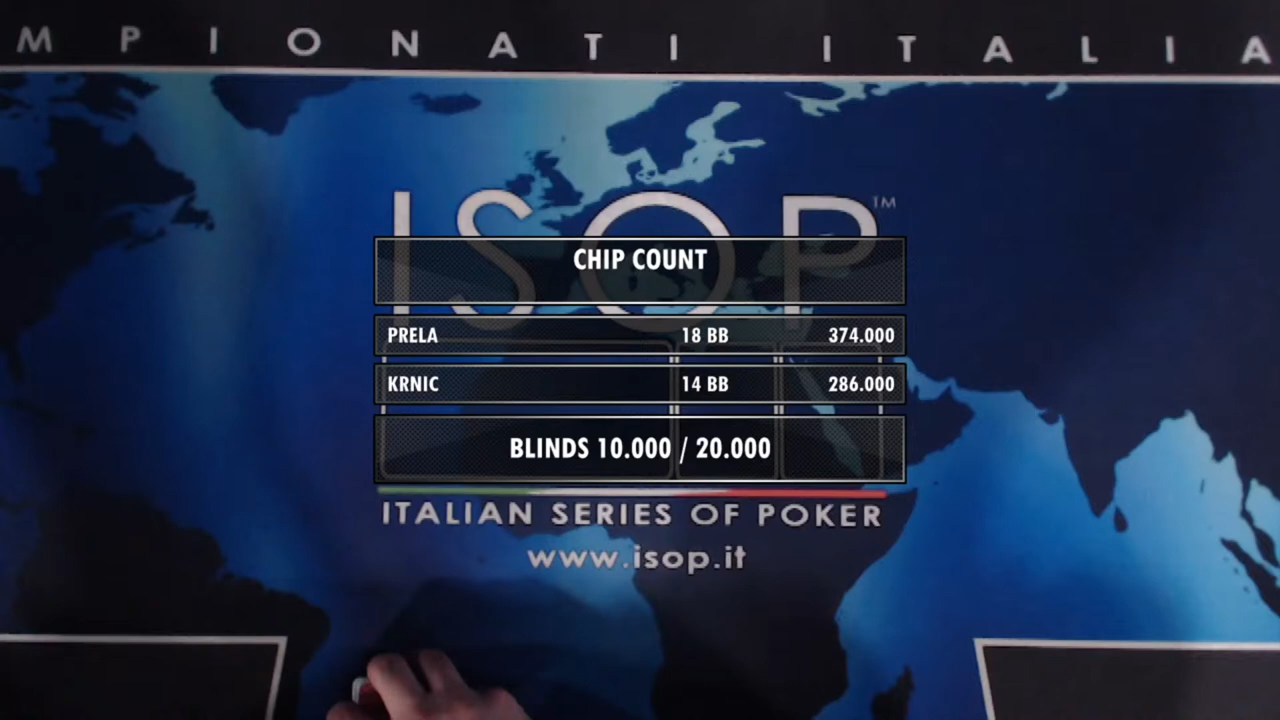 MPIONATI ITALIA
ISOP™
CHIP COUNT
PRELA 18 BB 374.000
KRNIC 14 BB 286.000
BLINDS 10.000 / 20.000
ITALIAN SERIES OF POKER
www.isop.it